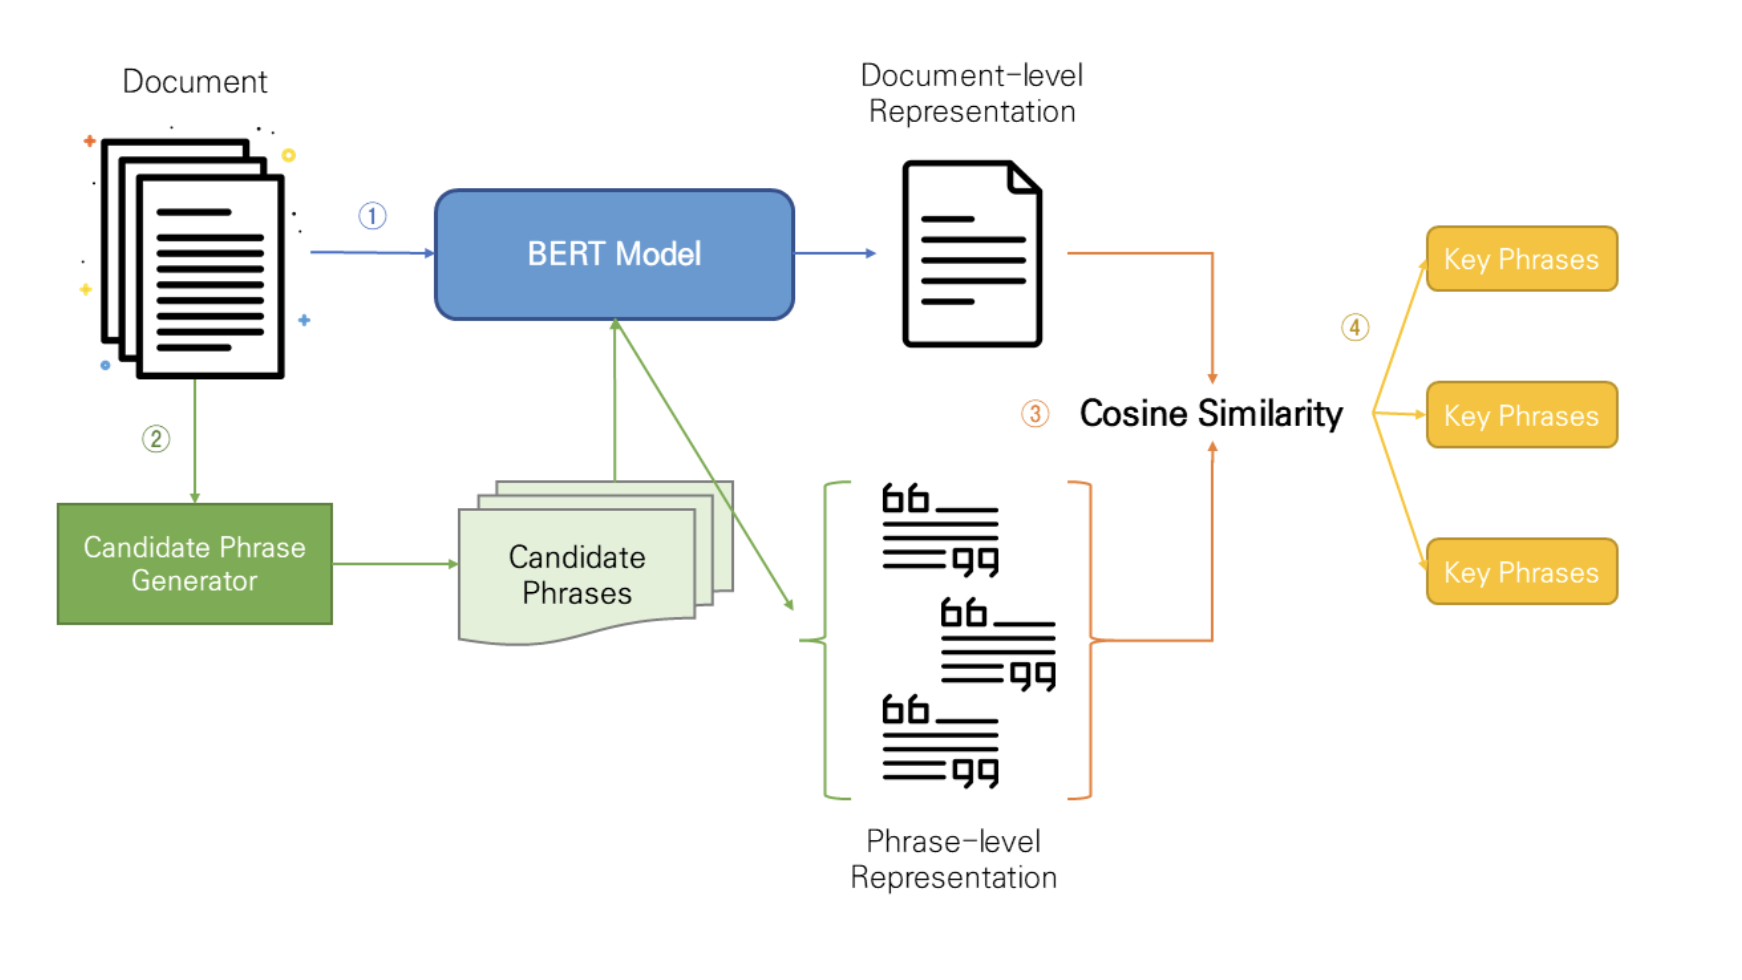 Document
Document-level
Representation
①
BERT Model
Key Phrases
④
②
③
Cosine Similarity
Key Phrases
Candidate Phrase
Generator
Candidate
Phrases
Key Phrases
Phrase-level
Representation